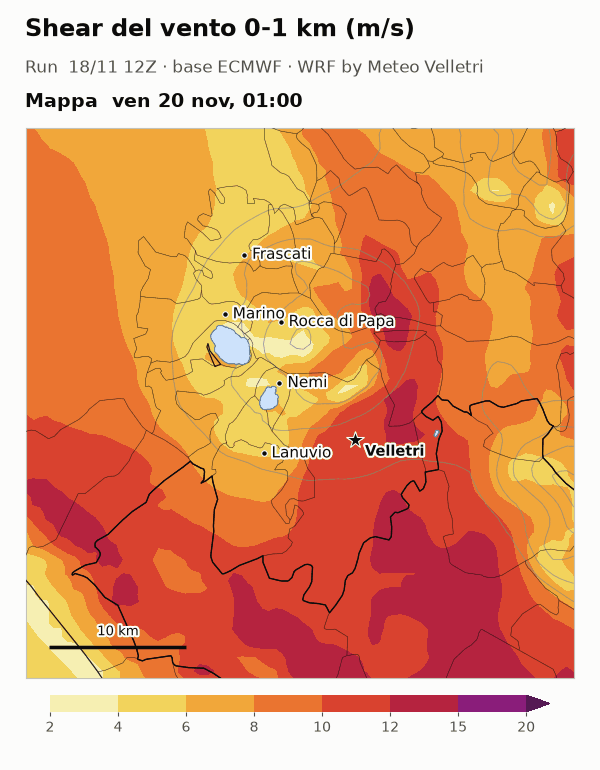 Shear del vento 0-1 km (m/s)
Run  18/11 12Z · base ECMWF · WRF by Meteo Velletri
Mappa  ven 20 nov, 01:00
Frascati
Marino
Rocca di Papa
Nemi
Velletri
Lanuvio
10 km
2 4 6 8 10 12 15 20